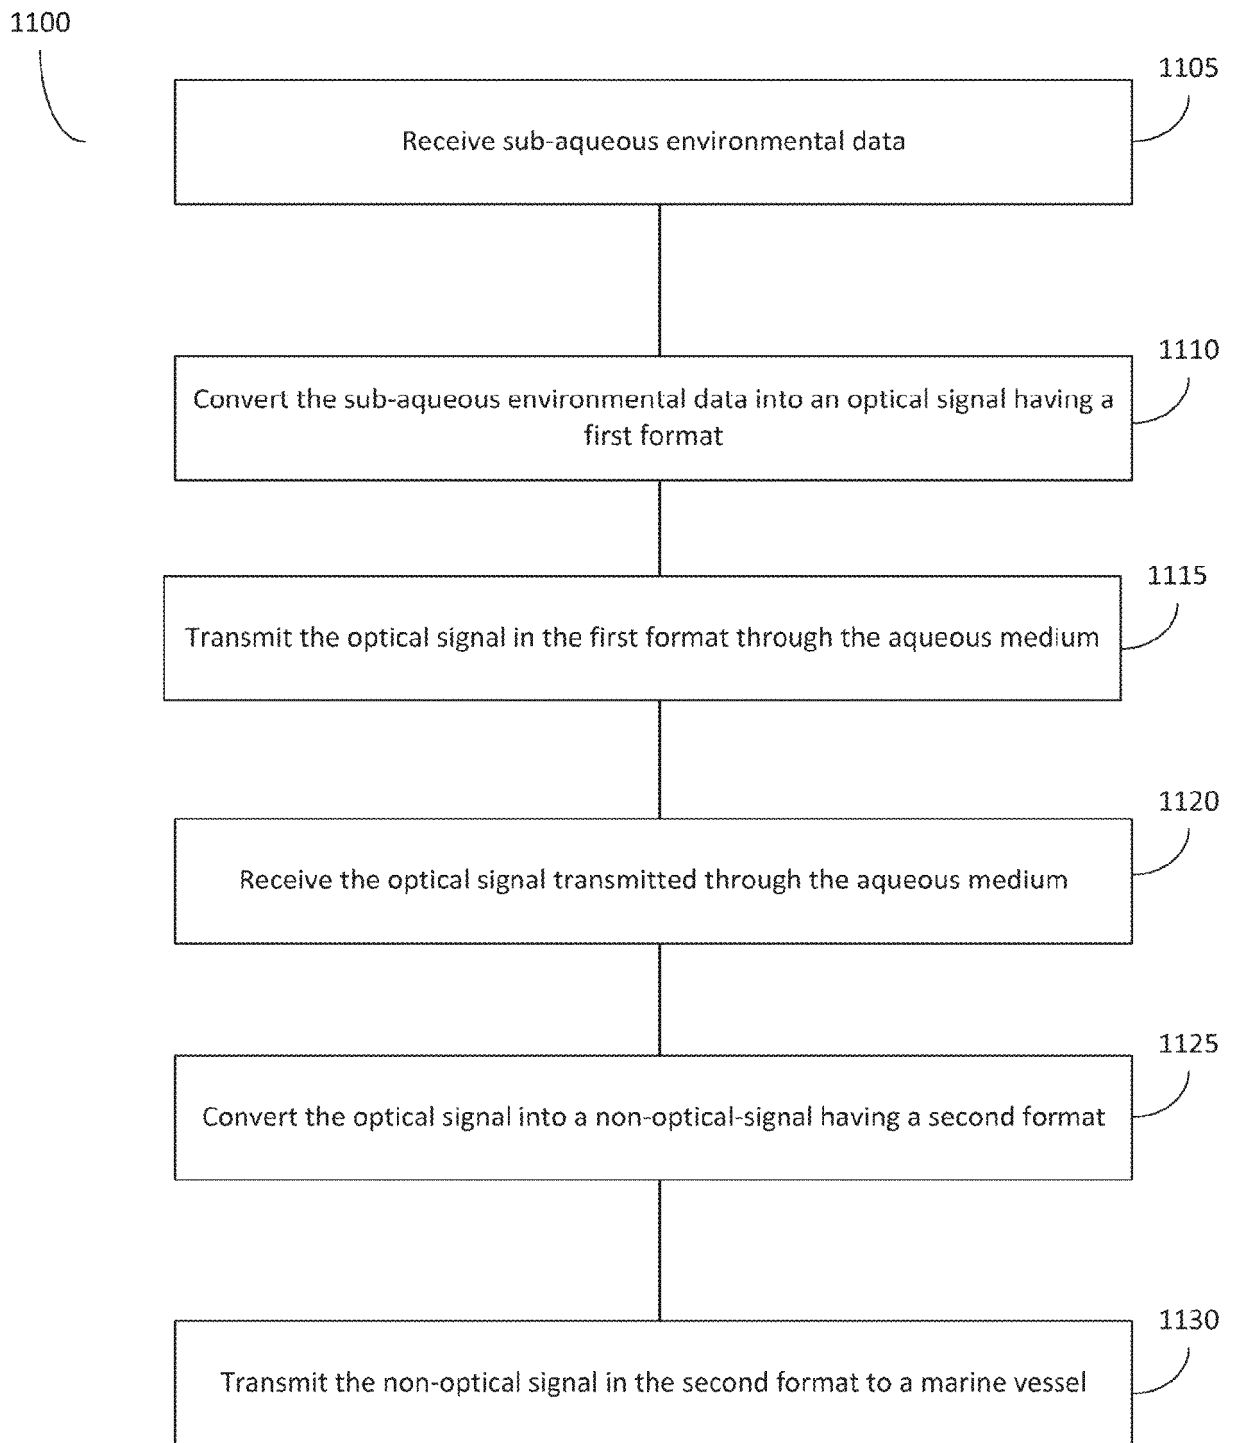 1100
1105
Receive sub-aqueous environmental data
1110
Convert the sub-aqueous environmental data into an optical signal having a
first format
1115
Transmit the optical signal in the first format through the aqueous medium
1120
Receive the optical signal transmitted through the aqueous medium
1125
Convert the optical signal into a non-optical-signal having a second format
1130
Transmit the non-optical signal in the second format to a marine vessel